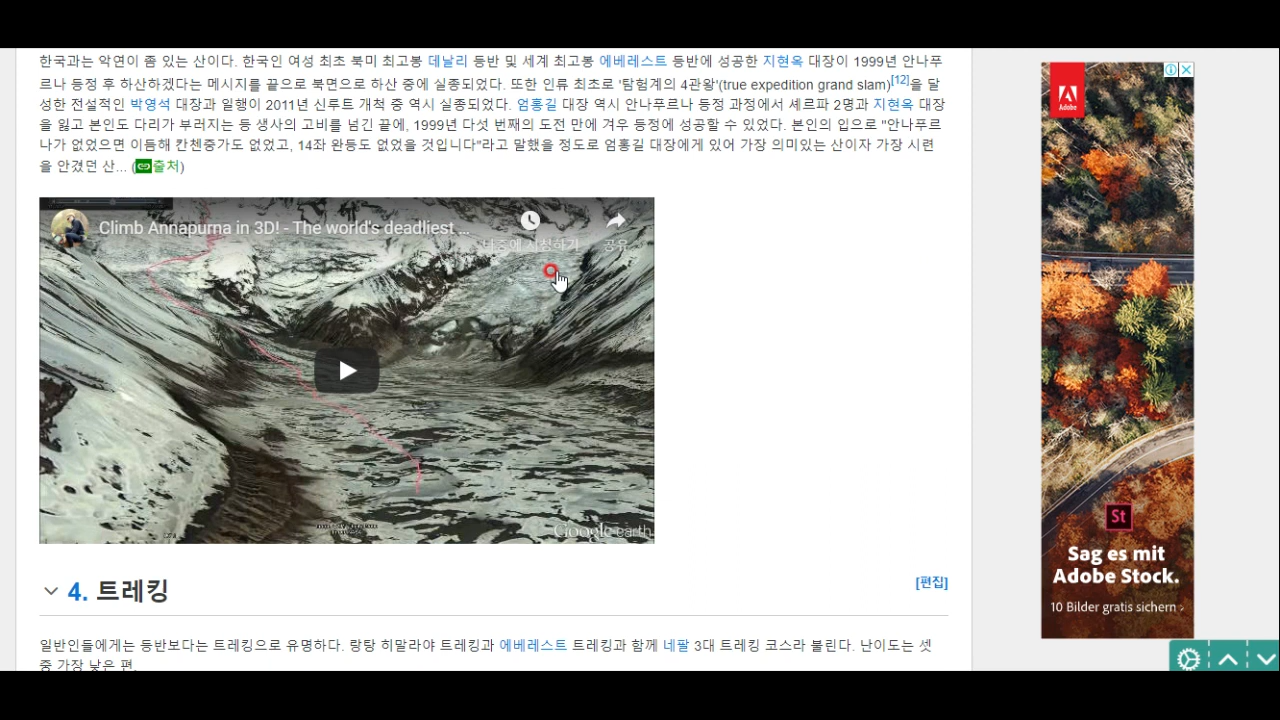 한국과는 악연이 좀 있는 산이다. 한국인 여성 최초 북미 최고봉 데날리 등반 및 세계 최고봉 에베레스트 등반에 성공한 지현옥 대장이 1999년 안나푸
르나 등정 후 하산하겠다는 메시지를 끝으로 북면으로 하산 중에 실종되었다. 또한 인류 최초로 '탐험계의 4관왕'(true expedition grand slam)[12]을 달
성한 전설적인 박영석 대장과 일행이 2011년 신루트 개척 중 역시 실종되었다. 엄홍길 대장 역시 안나푸르나 등정 과정에서 셰르파 2명과 지현옥 대장
을 잃고 본인도 다리가 부러지는 등 생사의 고비를 넘긴 끝에, 1999년 다섯 번째의 도전 만에 겨우 등정에 성공할 수 있었다. 본인의 입으로 "안나푸르
나가 없었으면 이듬해 칸첸중가도 없었고, 14좌 완등도 없었을 것입니다"라고 말했을 정도로 엄홍길 대장에게 있어 가장 의미있는 산이자 가장 시련
을 안겼던 산... (출처)
Climb Annapurna in 3D! - The world's deadliest ...
나중에 시청하기
공유
Google earth
4. 트레킹
[편집]
일반인들에게는 등반보다는 트레킹으로 유명하다. 랑탕 히말라야 트레킹과 에베레스트 트레킹과 함께 네팔 3대 트레킹 코스라 불린다. 난이도는 셋
중 가장 낮은 편.
Adobe
St
Sag es mit
Adobe Stock.
10 Bilder gratis sichern